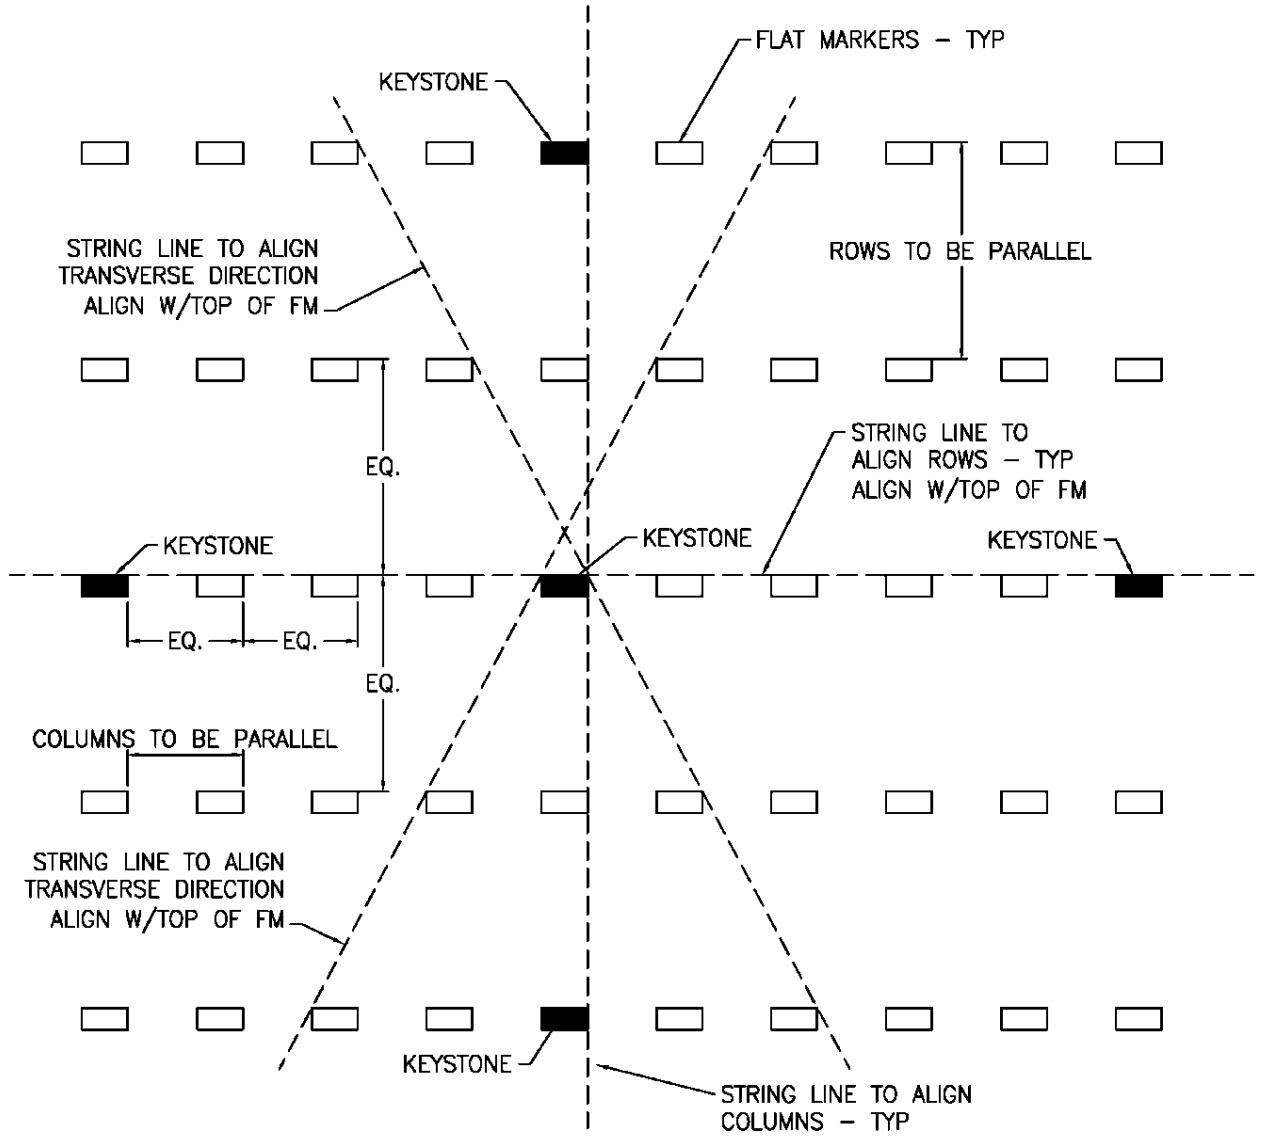 FLAT MARKERS - TYP
KEYSTONE
STRING LINE TO ALIGN
TRANSVERSE DIRECTION
ALIGN W/TOP OF FM
ROWS TO BE PARALLEL
EQ.
STRING LINE TO
ALIGN ROWS - TYP
ALIGN W/TOP OF FM
KEYSTONE
KEYSTONE
KEYSTONE
EQ.
EQ.
EQ.
COLUMNS TO BE PARALLEL
STRING LINE TO ALIGN
TRANSVERSE DIRECTION
ALIGN W/TOP OF FM
KEYSTONE
STRING LINE TO ALIGN
COLUMNS - TYP